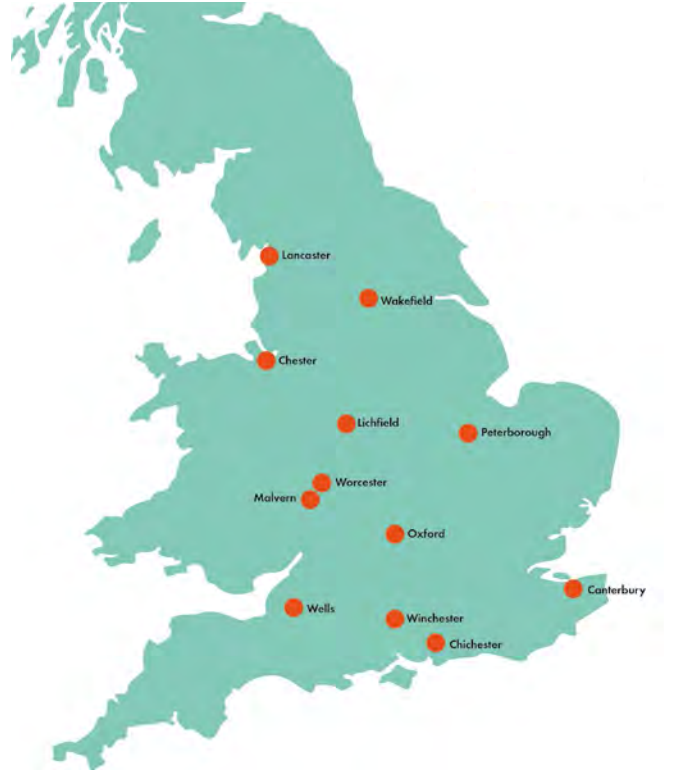 Lancaster
Wakefield
Chester
Lichfield
Peterborough
Worcester
Malvern
Oxford
Canterbury
Wells
Winchester
Chichester